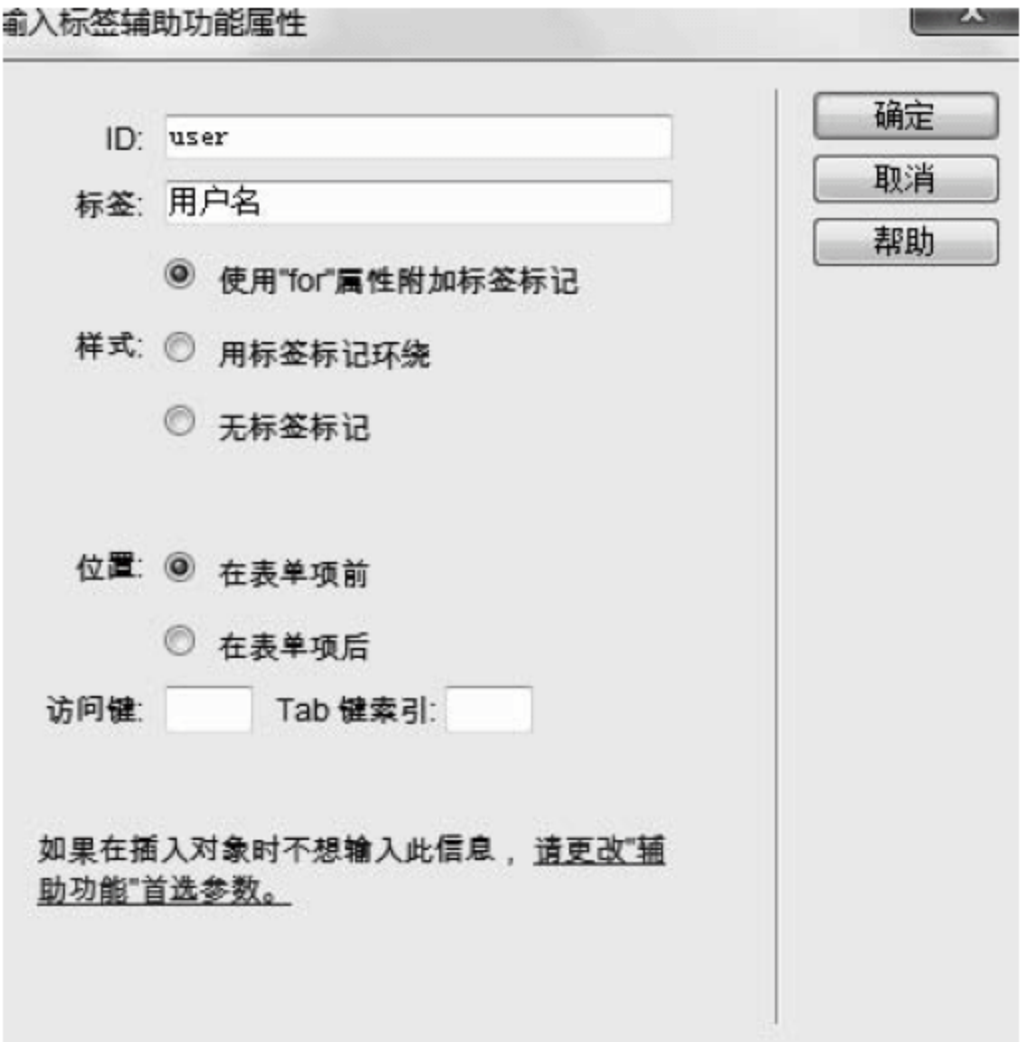 输入标签辅助功能属性
ID: user
确定
标签: 用户名
取消
帮助
使用"for"属性附加标签标记
样式: 用标签标记环绕
无标签标记
位置: 在表单项前
在表单项后
访问键: Tab 键索引:
如果在插入对象时不想输入此信息，请更改"辅
助功能"首选参数。